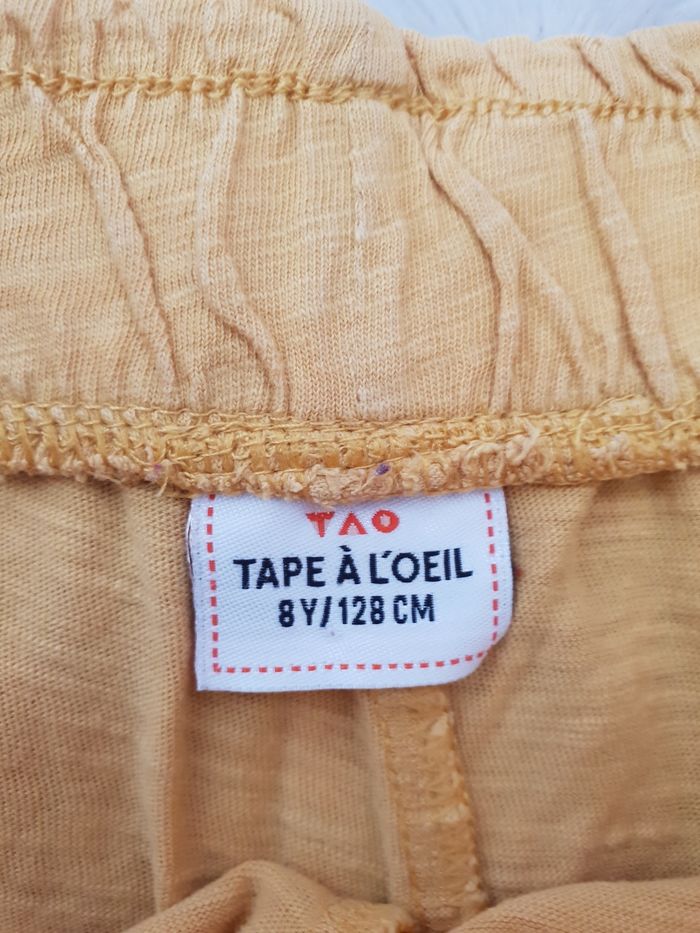 TAO
TAPE À L'OEIL
8Y/128 CM